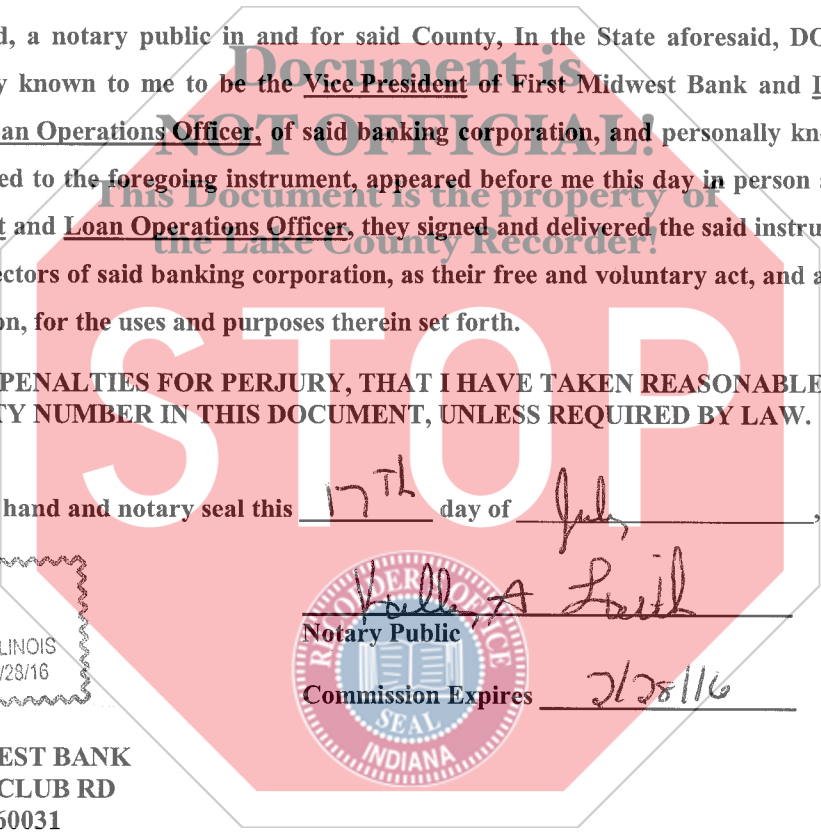 d, a notary public in and for said County, In the State aforesaid, DO
Document is
y known to me to be the Vice President of First Midwest Bank and
NOT OFFICIAL!
an Operations Officer, of said banking corporation, and personally kn
ed to the foregoing instrument, appeared before me this day in person
This Document is the property of
t and Loan Operations Officer, they signed and delivered the said instru
the Lake County Recorder!
ectors of said banking corporation, as their free and voluntary act, and a
on, for the uses and purposes therein set forth.
STOP
PENALTIES FOR PERJURY, THAT I HAVE TAKEN REASONABLE
TY NUMBER IN THIS DOCUMENT, UNLESS REQUIRED BY LAW.
hand and notary seal this 17th day of July,
Kelly A
Notary Public
LINOIS
/28/16
Commission Expires 2/28/16
RECORDER OFFICE
SEAL
INDIANA
EST BANK
CLUB RD
60031